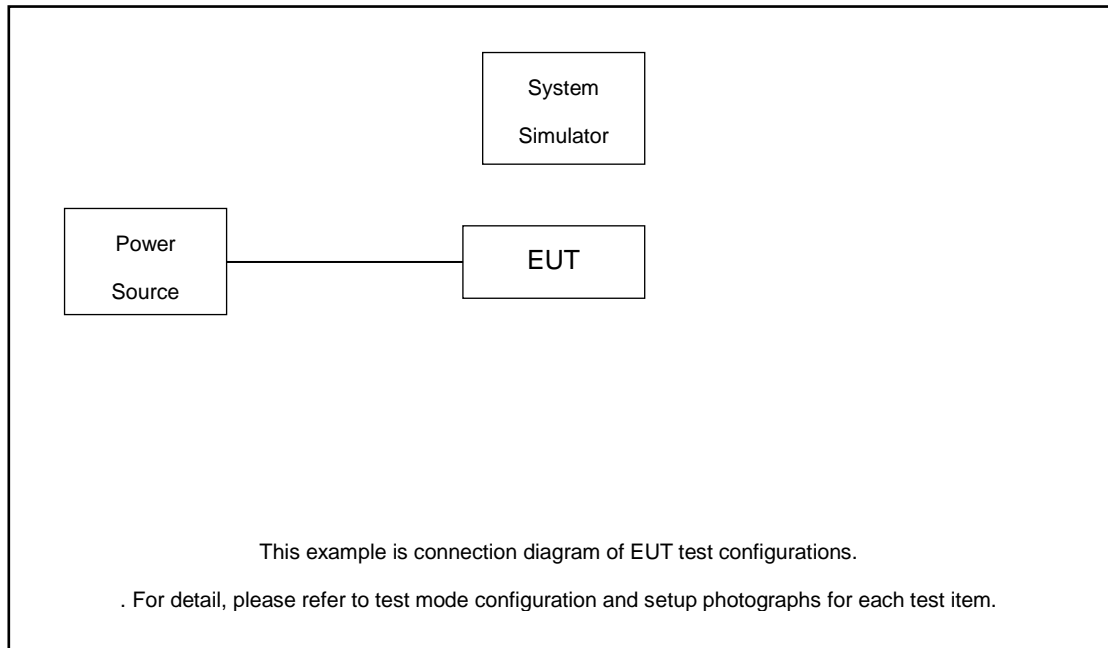 System
Simulator
Power
Source
EUT
This example is connection diagram of EUT test configurations.
. For detail, please refer to test mode configuration and setup photographs for each test item.